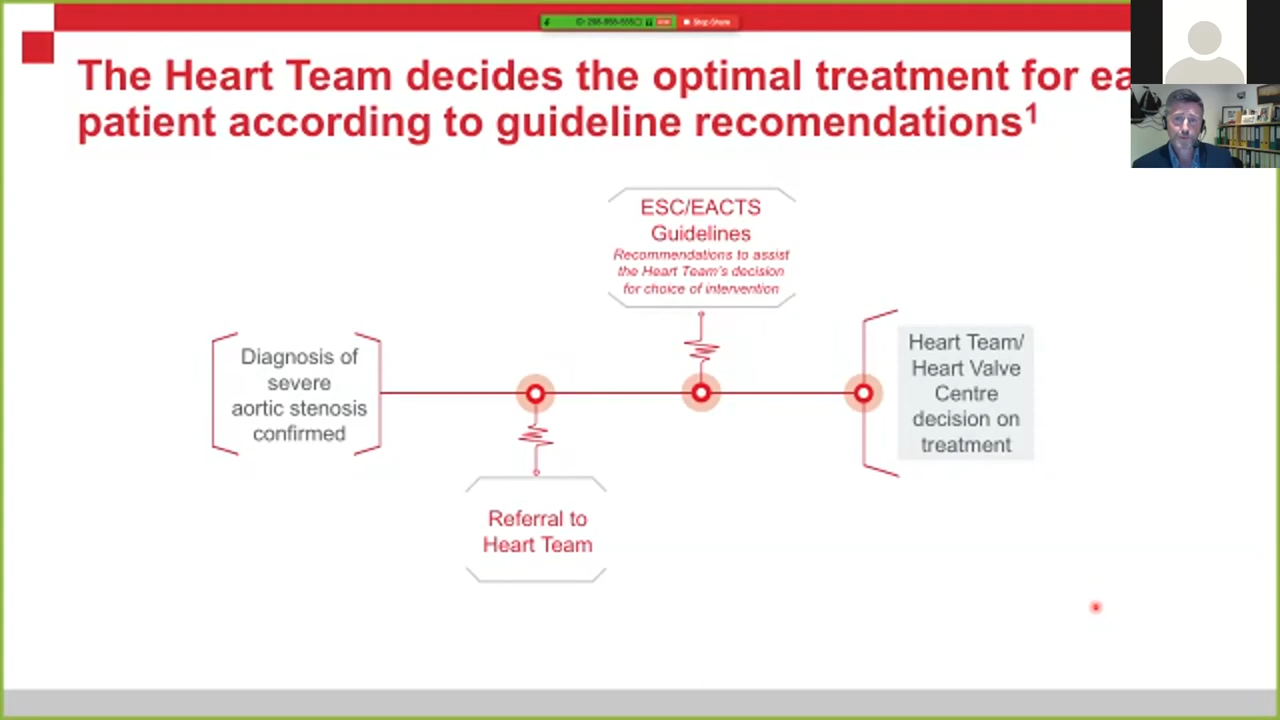 The Heart Team decides the optimal treatment for ea
patient according to guideline recomendations1
ESC/EACTS
Guidelines
Recommendations to assist
the Heart Team's decision
for choice of intervention
Diagnosis of
severe
aortic stenosis
confirmed
Heart Team/
Heart Valve
Centre
decision on
treatment
Referral to
Heart Team
Stop Share